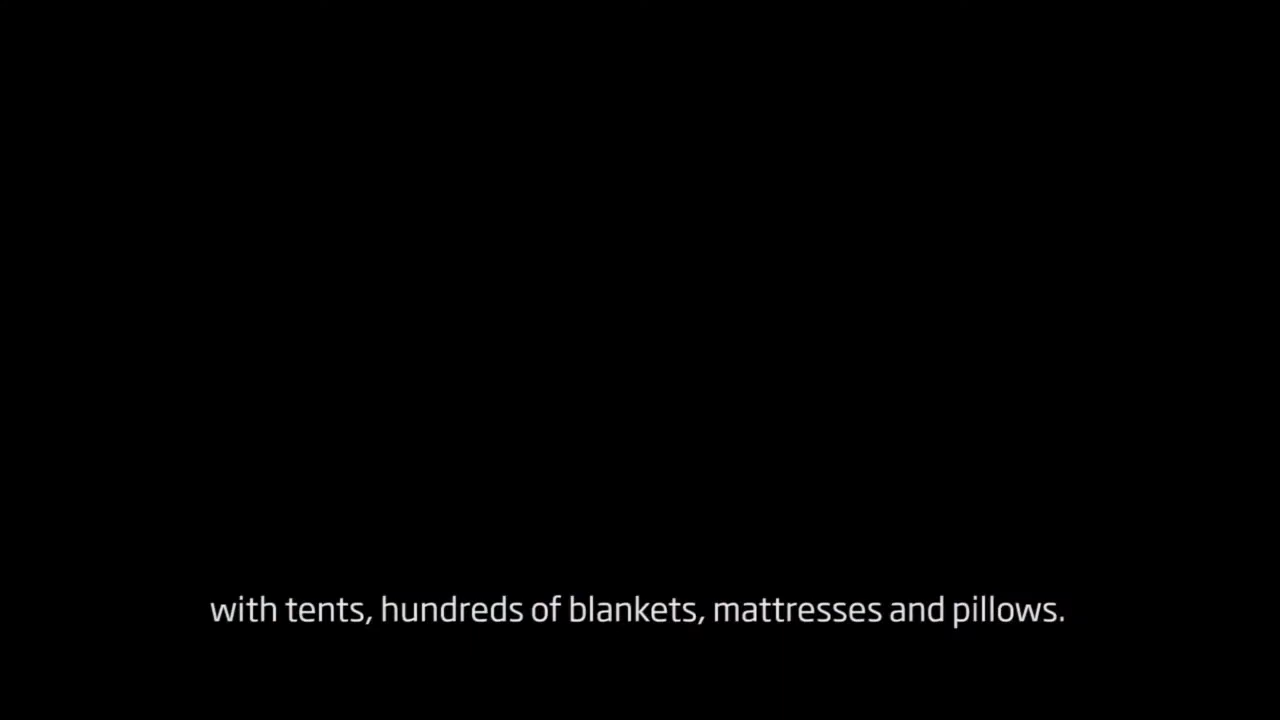 with tents, hundreds of blankets, mattresses and pillows.